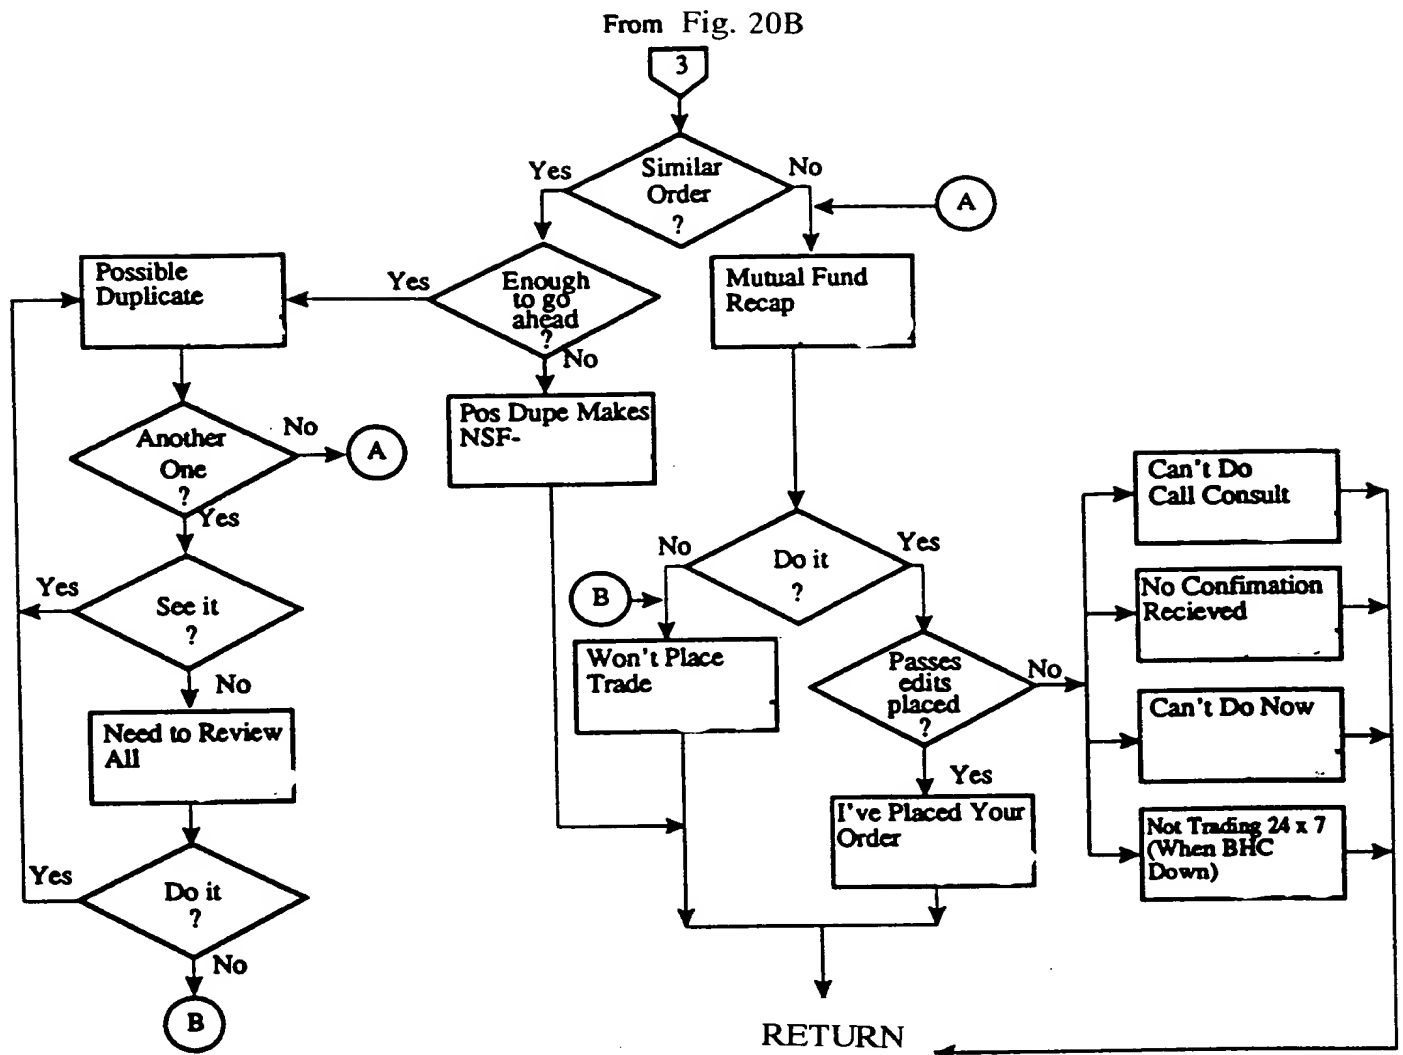 From Fig. 20B
3
Similar
Order
?
Yes
No
A
Enough
to go
ahead
?
Yes
No
Possible
Duplicate
Mutual Fund
Recap
Pos Dupe Makes
NSF-
Another
One
?
No
A
Yes
See it
?
Yes
No
Need to Review
All
Do it
?
Yes
No
B
Do it
?
No
Yes
B
Won't Place
Trade
Passes
edits
placed
?
No
Yes
I've Placed Your
Order
Can't Do
Call Consult
No Confimation
Recieved
Can't Do Now
Not Trading 24 x 7
(When BHC
Down)
RETURN